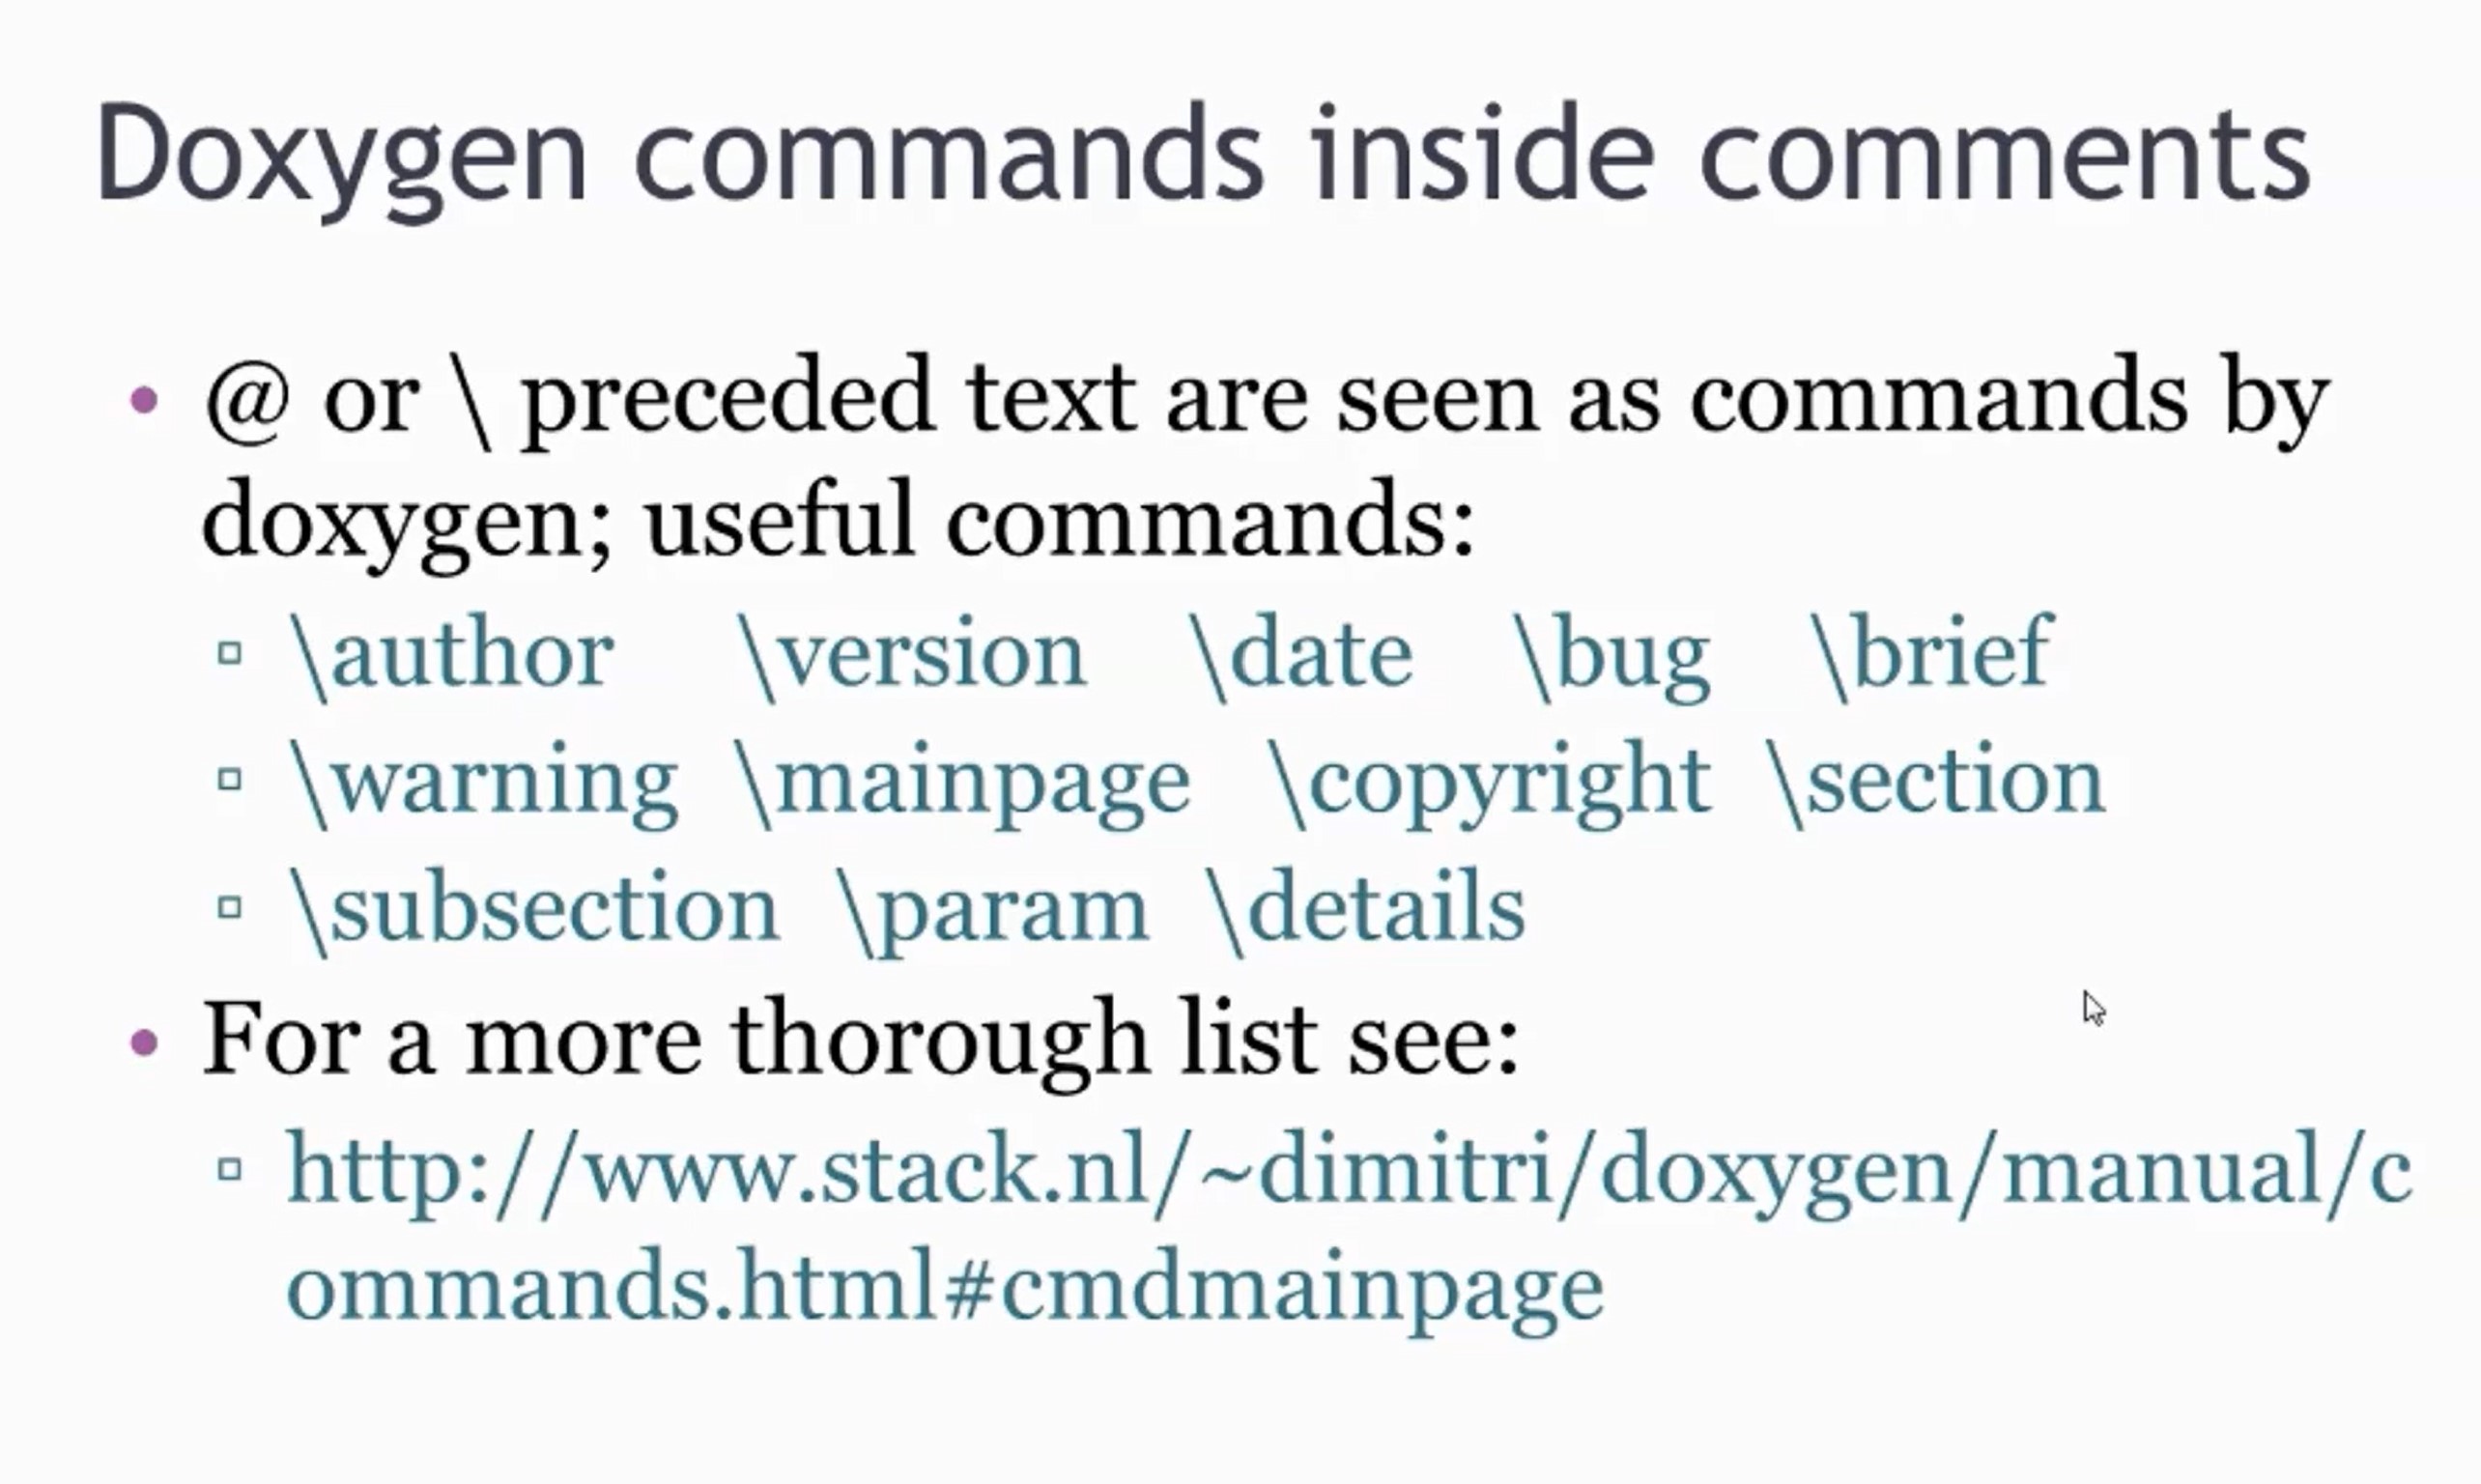 Doxygen commands inside comments
• @ or \ preceded text are seen as commands by
doxygen; useful commands:
▫ \author \version \date \bug \brief
▫ \warning \mainpage \copyright \section
▫ \subsection \param \details
• For a more thorough list see:
▫ http://www.stack.nl/~dimitri/doxygen/manual/c
ommands.html#cmdmainpage